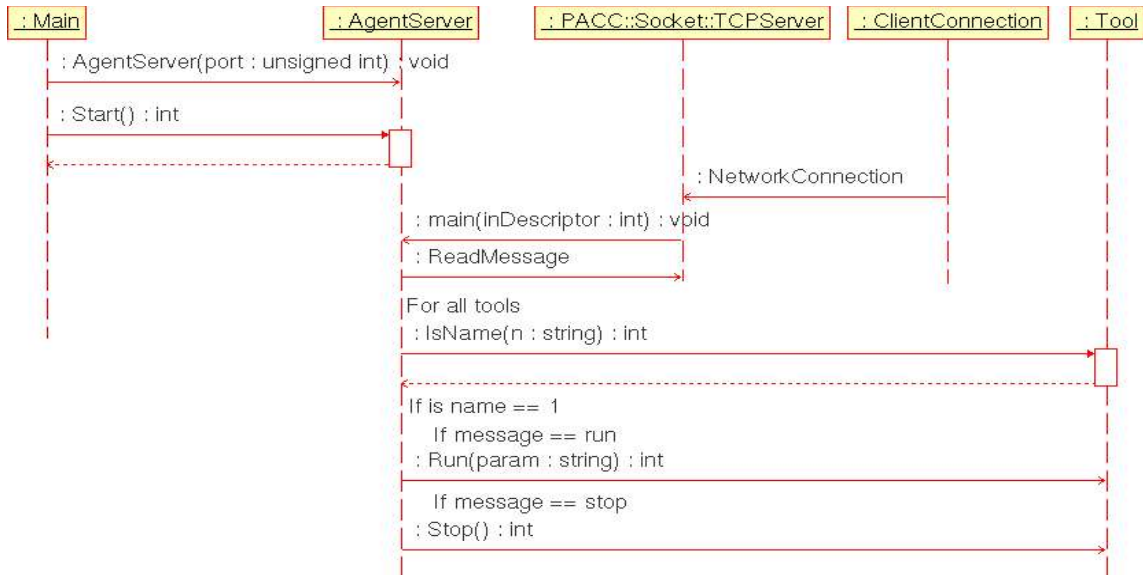 : Main
: AgentServer
: PACC::Socket::TCPServer
: ClientConnection
: Tool
: AgentServer(port : unsigned int) : void
: Start() : int
: NetworkConnection
: main(inDescriptor : int) : void
: ReadMessage
For all tools
: IsName(n : string) : int
If is name == 1
If message == run
: Run(param : string) : int
If message == stop
: Stop() : int